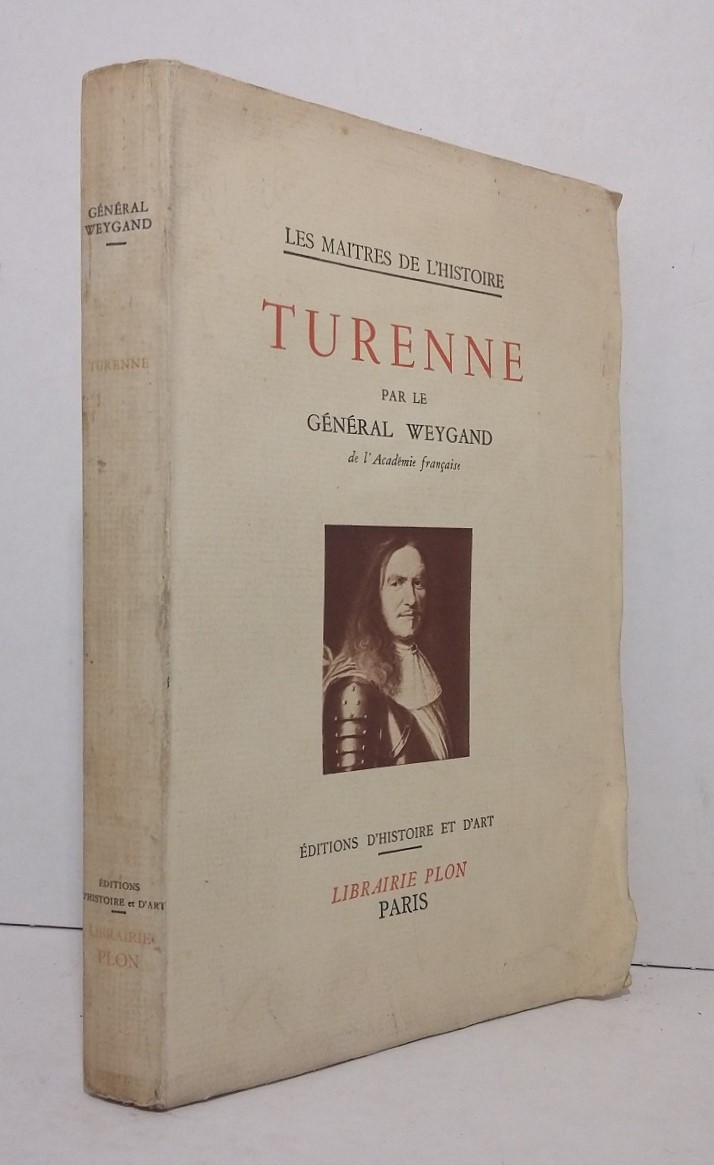 GÉNÉRAL
WEYGAND
TURENNE
ÉDITIONS
D'HISTOIRE et D'ART
LIBRAIRIE
PLON
LES MAITRES DE L'HISTOIRE
TURENNE
PAR LE
GÉNÉRAL WEYGAND
de l'Académie française
ÉDITIONS D'HISTOIRE ET D'ART
LIBRAIRIE PLON
PARIS